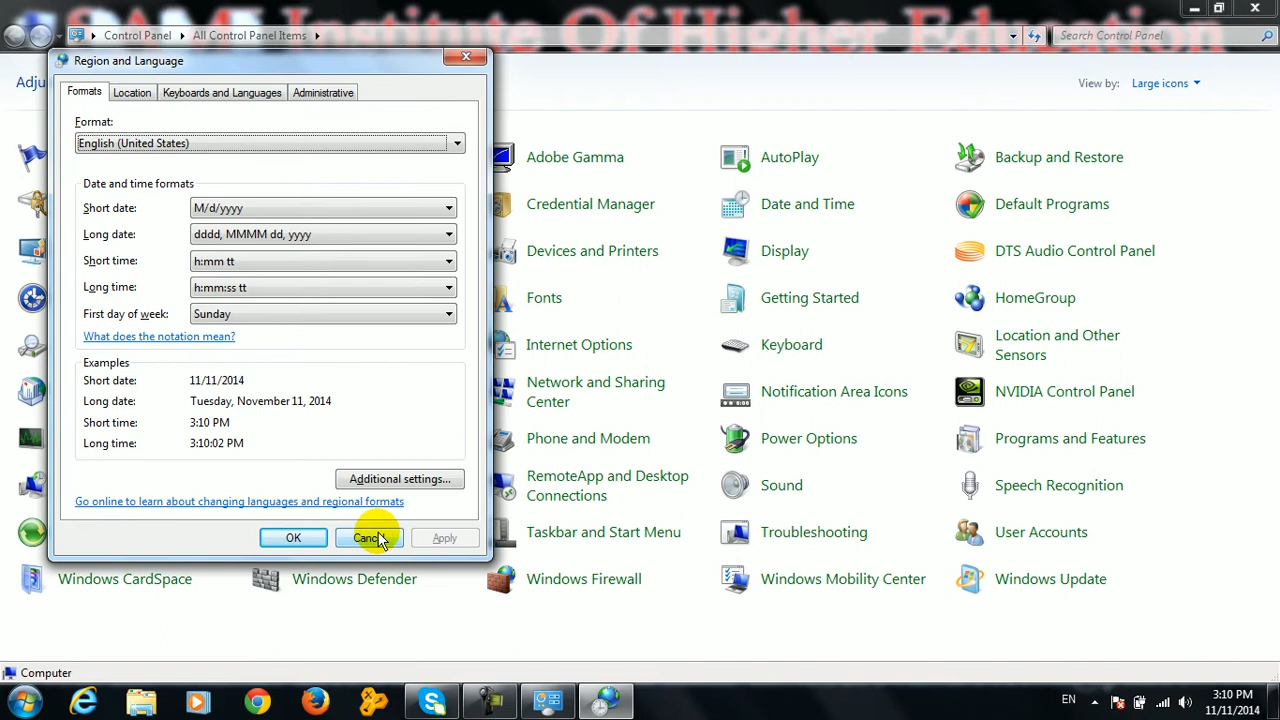 SAMJ Institute Of Higher Education
Control Panel
All Control Panel Items
Search Control Panel
Region and Language
Adju
View by:
Large icons
Formats
Location
Keyboards and Languages
Administrative
Format:
English (United States)
Date and time formats
Short date:
M/d/yyyy
Long date:
dddd, MMMM dd, yyyy
Short time:
h:mm tt
Long time:
h:mm:ss tt
First day of week:
Sunday
What does the notation mean?
Examples
Short date:
11/11/2014
Long date:
Tuesday, November 11, 2014
Short time:
3:10 PM
Long time:
3:10:02 PM
Additional settings...
Go online to learn about changing languages and regional formats
OK
Cancel
Apply
Adobe Gamma
AutoPlay
Backup and Restore
Credential Manager
Date and Time
Default Programs
Devices and Printers
Display
DTS Audio Control Panel
Fonts
Getting Started
HomeGroup
Internet Options
Keyboard
Location and Other
Sensors
Network and Sharing
Center
Notification Area Icons
NVIDIA Control Panel
Phone and Modem
Power Options
Programs and Features
RemoteApp and Desktop
Connections
Sound
Speech Recognition
Taskbar and Start Menu
Troubleshooting
User Accounts
Windows CardSpace
Windows Defender
Windows Firewall
Windows Mobility Center
Windows Update
Computer
EN
3:10 PM
11/11/2014